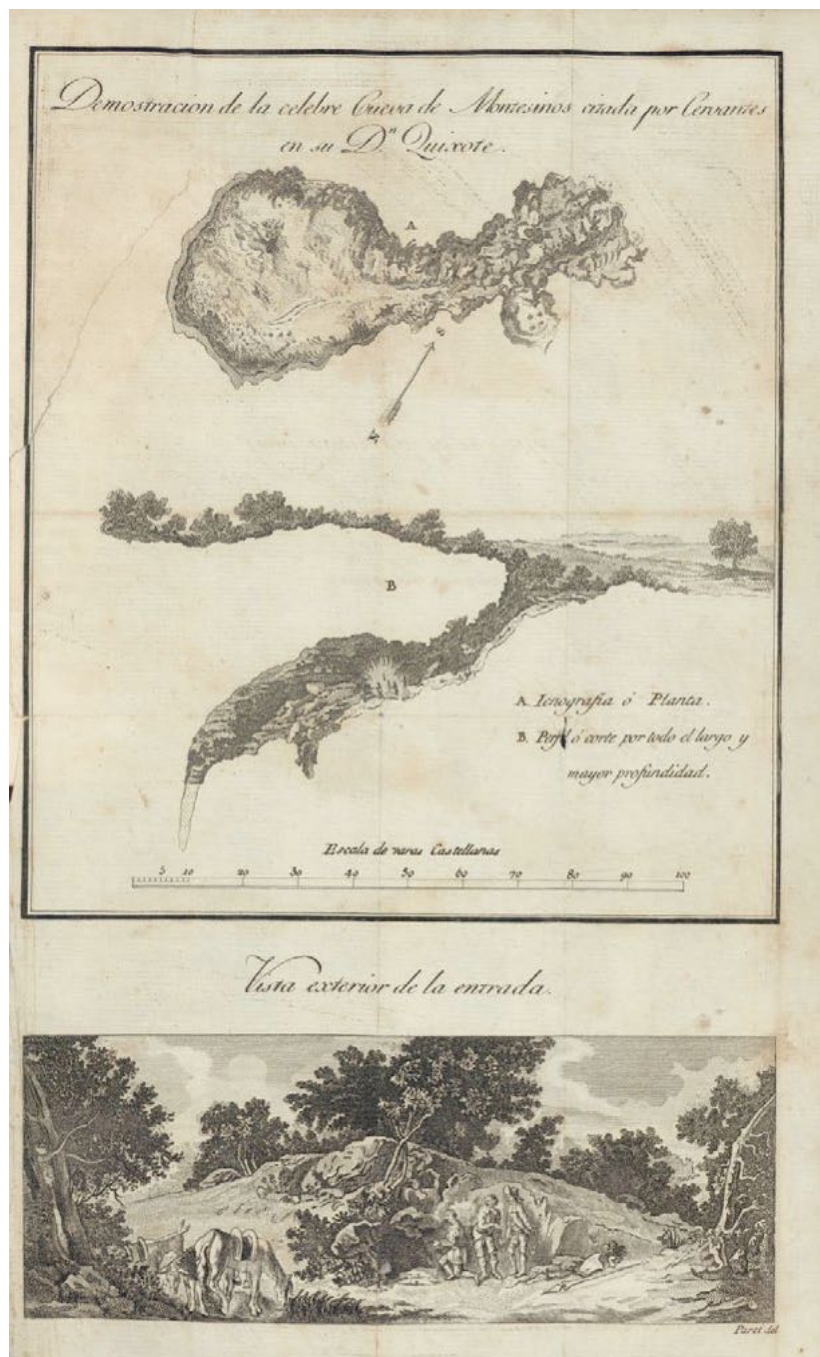 Demostracion de la celebre Cueva de Montesinos citada por Cervantes
en su Dⁿ Quixote.
A
S
N
B
A. Icnografía ó Planta.
B. Perfil ó corte por todo el largo y
mayor profundidad.
Escala de varas Castellanas
5 10 20 30 40 50 60 70 80 90 100
Vista exterior de la entrada.
Paret del